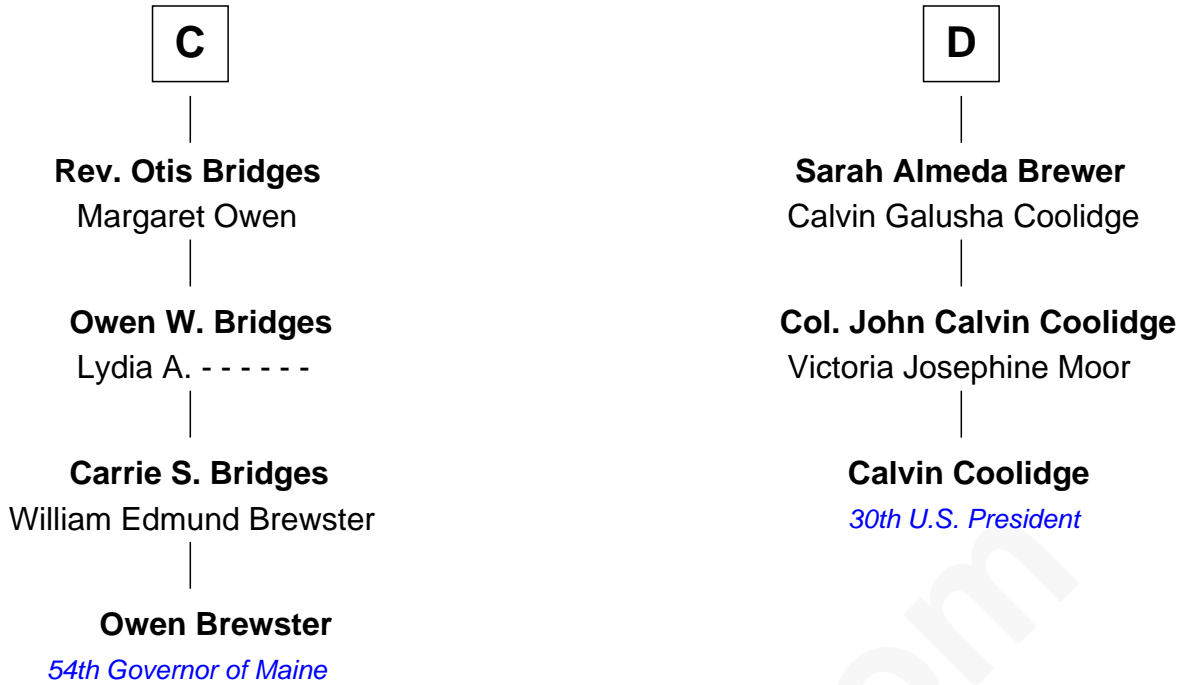 C
Rev. Otis Bridges
Margaret Owen
Owen W. Bridges
Lydia A. - - - - - -
Carrie S. Bridges
William Edmund Brewster
Owen Brewster
54th Governor of Maine
D
Sarah Almeda Brewer
Calvin Galusha Coolidge
Col. John Calvin Coolidge
Victoria Josephine Moor
Calvin Coolidge
30th U.S. President
om